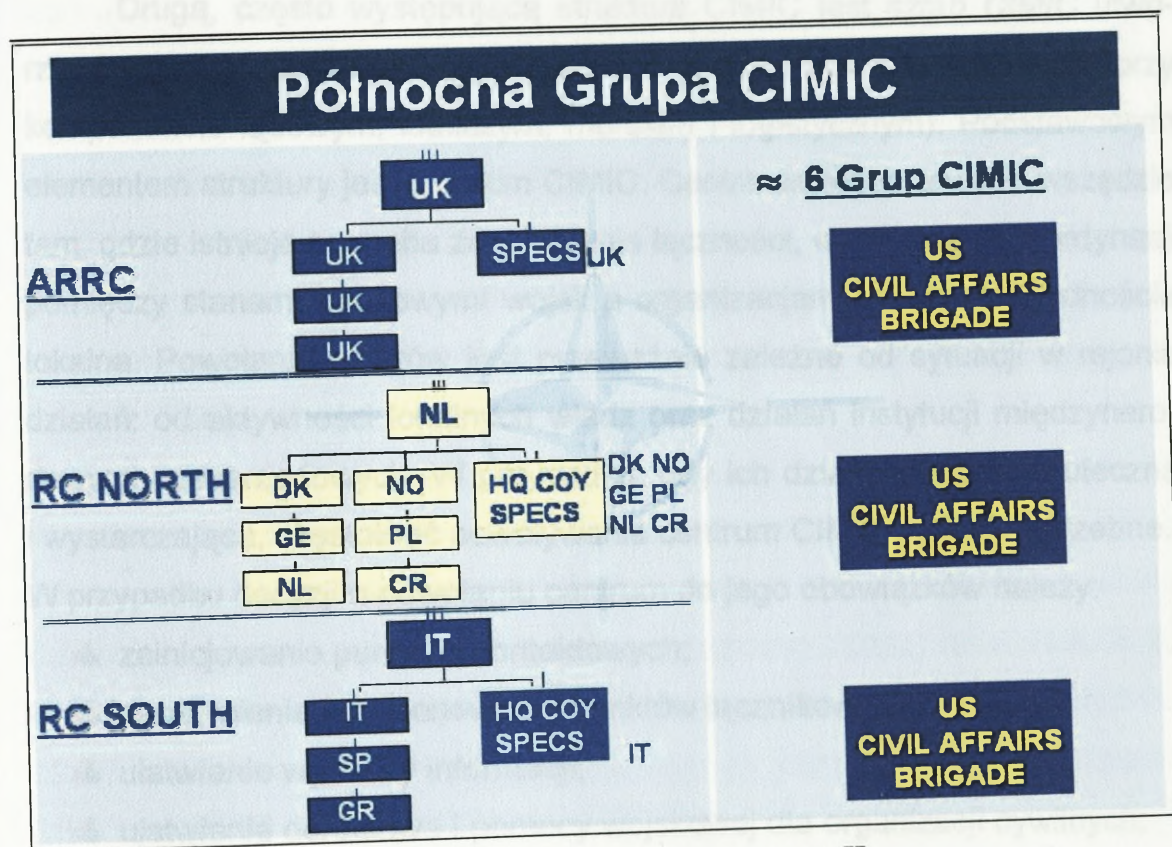 Północna Grupa CIMIC
≈ 6 Grup CIMIC
ARRC
UK
UK
SPECS
UK
UK
UK
US
CIVIL AFFAIRS
BRIGADE
RC NORTH
NL
DK
NO
HQ COY
SPECS
DK NO
GE PL
NL CR
GE
PL
NL
CR
US
CIVIL AFFAIRS
BRIGADE
RC SOUTH
IT
IT
HQ COY
SPECS
IT
SP
GR
US
CIVIL AFFAIRS
BRIGADE